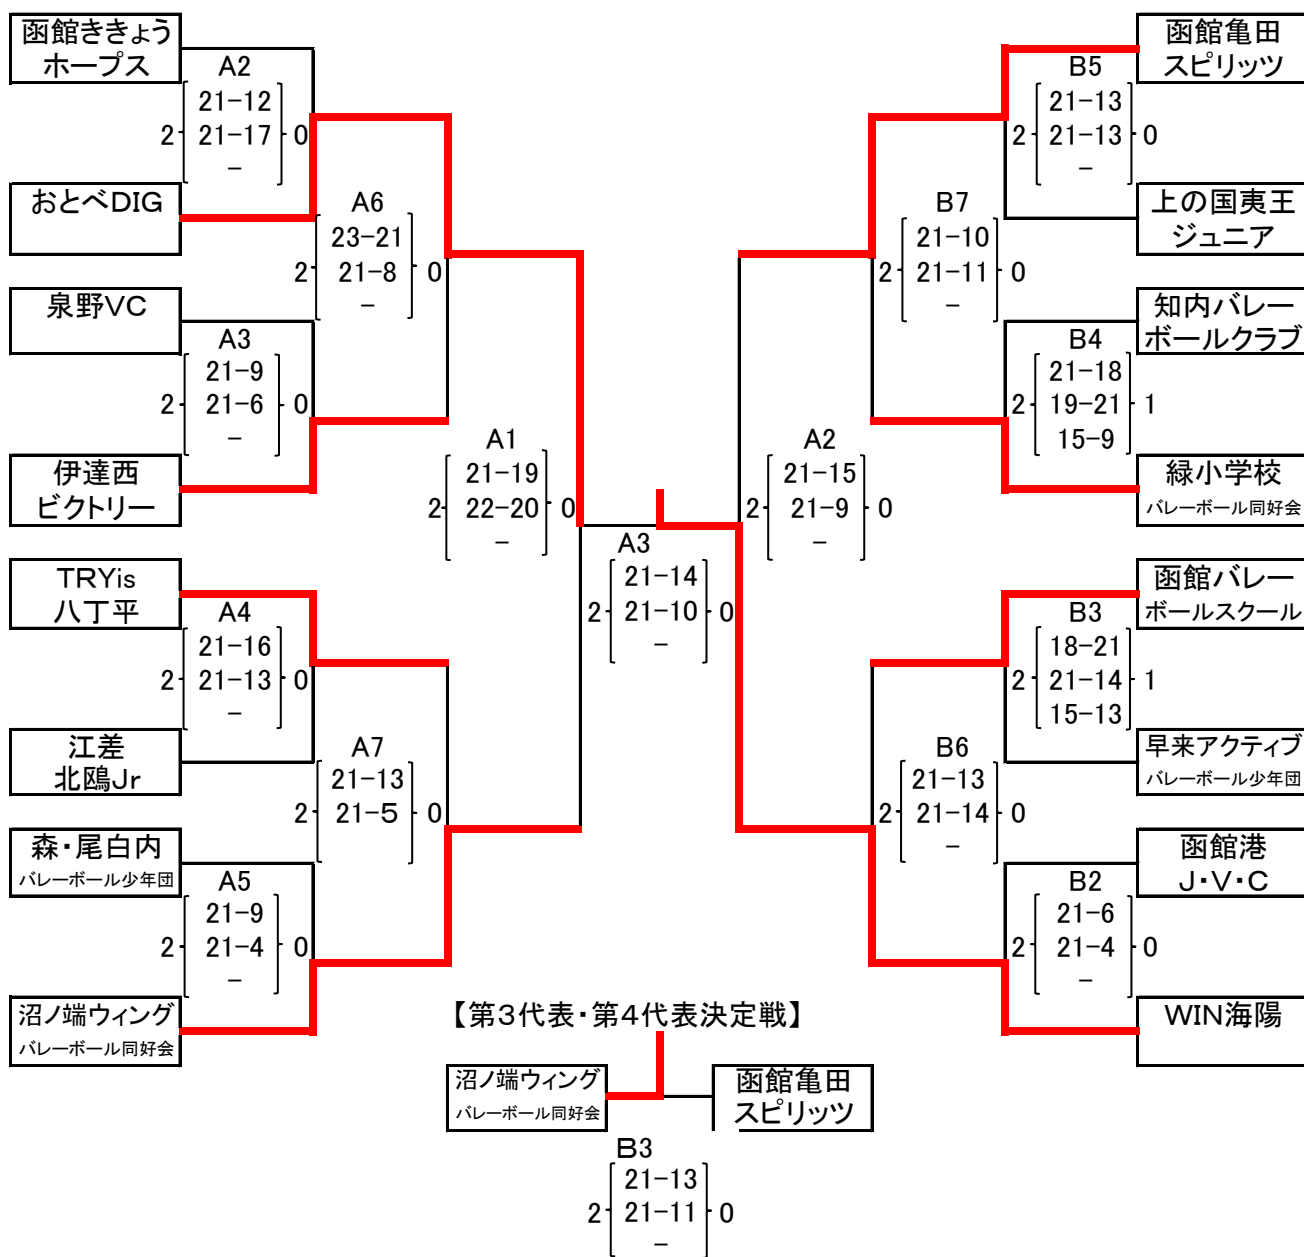 函館ききょう
ホープス
A2
21-12
2 21-17 0
-
おとべDIG
A6
23-21
2 21-8 0
-
泉野VC
A3
21-9
2 21-6 0
-
伊達西
ビクトリー
A1
21-19
2 22-20 0
-
TRYis
八丁平
A4
21-16
2 21-13 0
-
江差
北鴎Jr
A7
21-13
2 21-5 0
森・尾白内
バレーボール少年団
A5
21-9
2 21-4 0
-
沼ノ端ウィング
バレーボール同好会
A3
21-14
2 21-10 0
-
函館亀田
スピリッツ
B5
21-13
2 21-13 0
-
上の国夷王
ジュニア
B7
21-10
2 21-11 0
-
知内バレー
ボールクラブ
B4
21-18
2 19-21 1
15-9
緑小学校
バレーボール同好会
A2
21-15
2 21-9 0
-
函館バレー
ボールスクール
B3
18-21
2 21-14 1
15-13
早来アクティブ
バレーボール少年団
B6
21-13
2 21-14 0
-
函館港
J・V・C
B2
21-6
2 21-4 0
-
WIN海陽
【第3代表・第4代表決定戦】
沼ノ端ウィング
バレーボール同好会
函館亀田
スピリッツ
B3
21-13
2 21-11 0
-